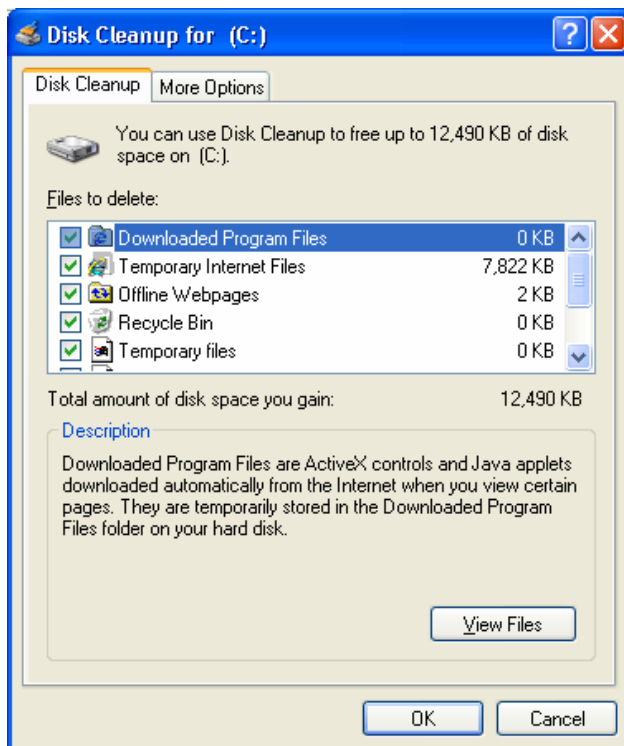 Disk Cleanup for (C:)
Disk Cleanup
More Options
You can use Disk Cleanup to free up to 12,490 KB of disk
space on (C:).
Files to delete:
Downloaded Program Files 0 KB
Temporary Internet Files 7,822 KB
Offline Webpages 2 KB
Recycle Bin 0 KB
Temporary files 0 KB
Total amount of disk space you gain: 12,490 KB
Description
Downloaded Program Files are ActiveX controls and Java applets
downloaded automatically from the Internet when you view certain
pages. They are temporarily stored in the Downloaded Program
Files folder on your hard disk.
View Files
OK
Cancel